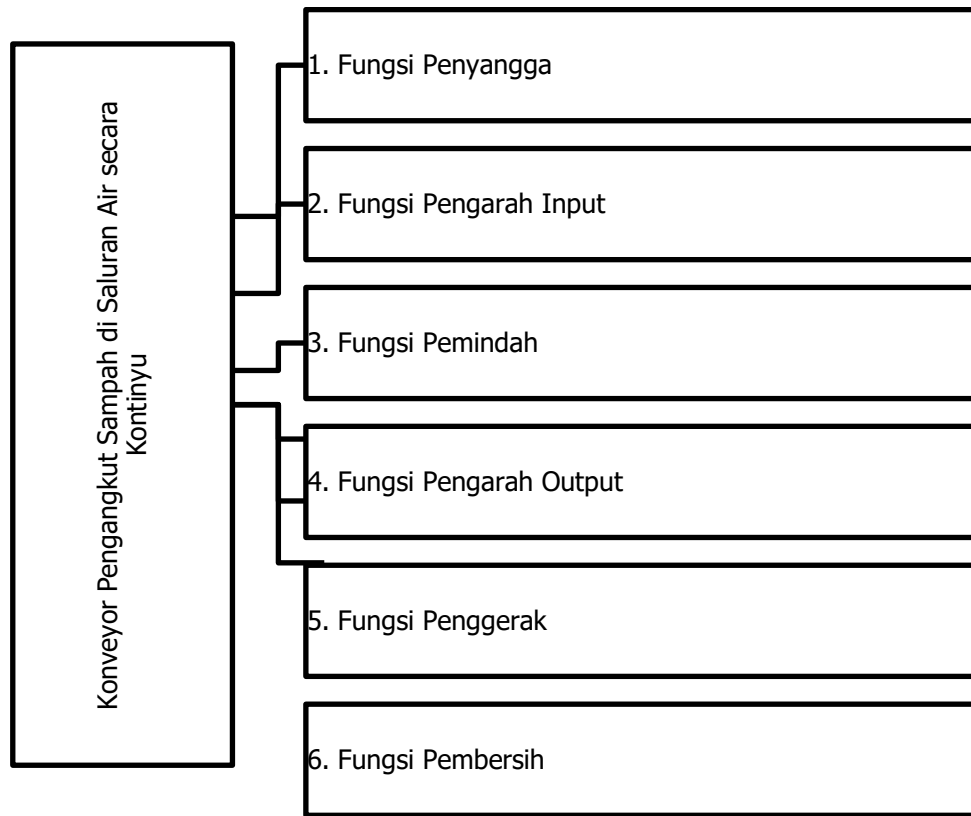 Konveyor Pengangkut Sampah di Saluran Air secara
Kontinyu
1. Fungsi Penyangga
2. Fungsi Pengarah Input
3. Fungsi Pemindah
4. Fungsi Pengarah Output
5. Fungsi Penggerak
6. Fungsi Pembersih